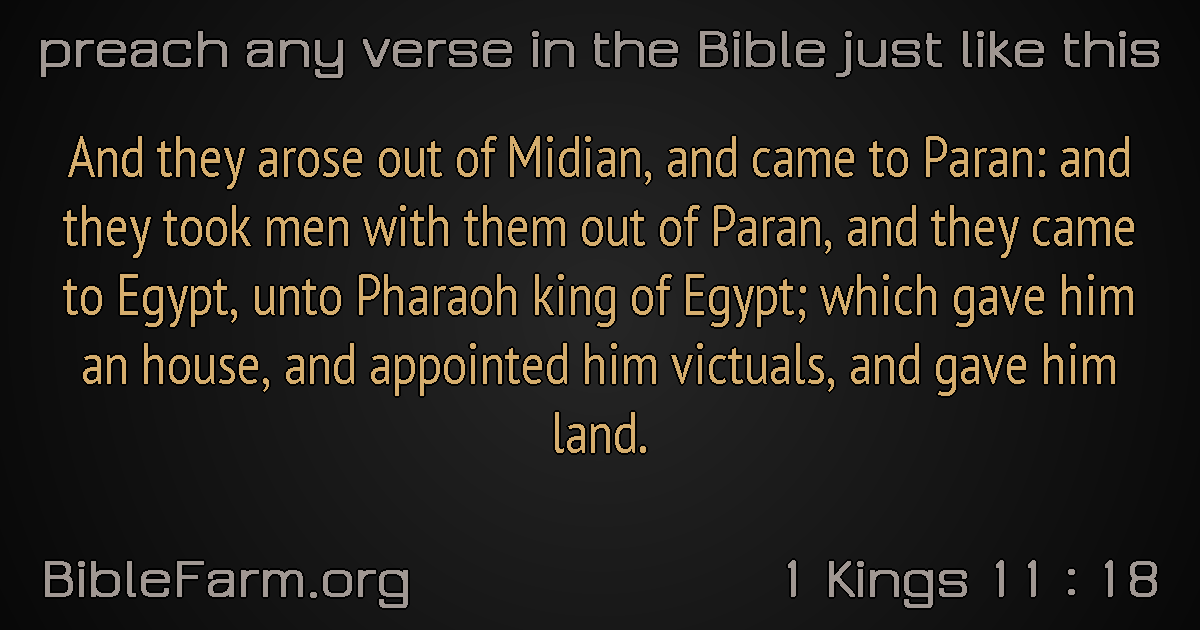 preach any verse in the Bible just like this
And they arose out of Midian, and came to Paran: and
they took men with them out of Paran, and they came
to Egypt, unto Pharaoh king of Egypt; which gave him
an house, and appointed him victuals, and gave him
land.
BibleFarm.org
1 Kings 11 : 18